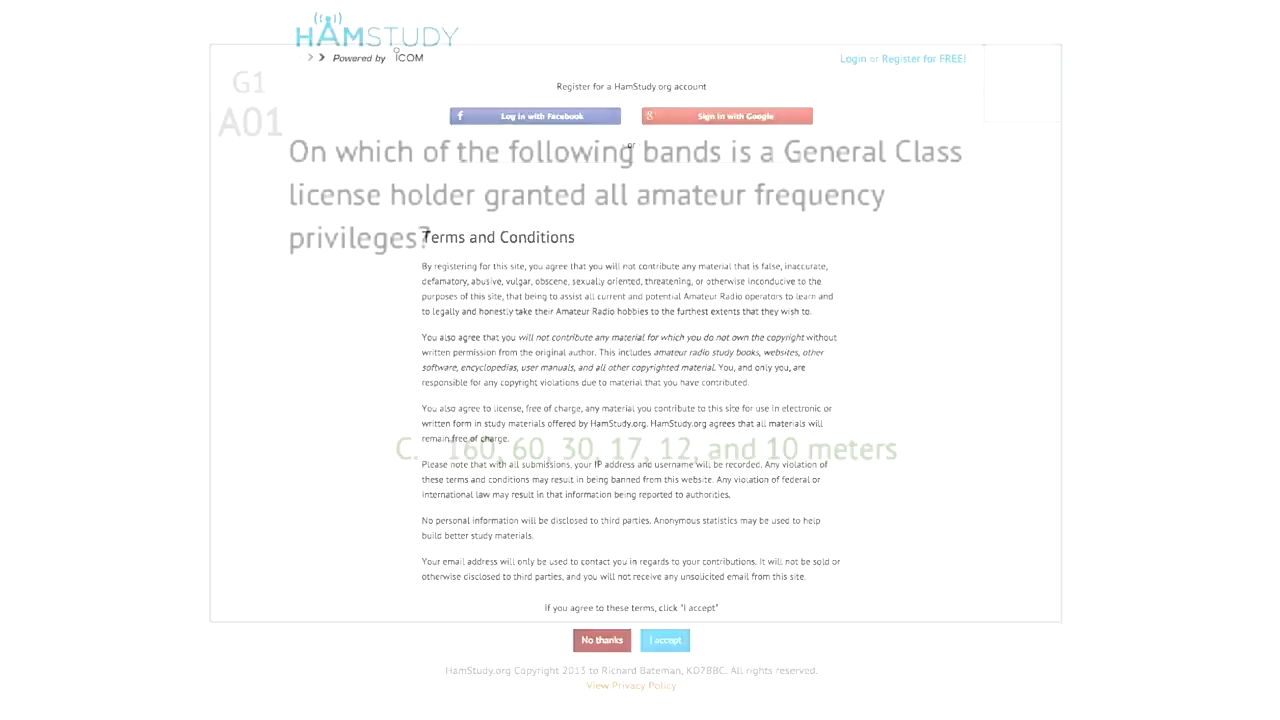 HAMSTUDY
Powered by ICOM
Login or Register for FREE!
G1
A01
Register for a HamStudy.org account
f Log in with Facebook
g+ Sign in with Google
or
On which of the following bands is a General Class
license holder granted all amateur frequency
privileges?
Terms and Conditions
By registering for this site, you agree that you will not contribute any material that is false, inaccurate,
defamatory, abusive, vulgar, obscene, sexually oriented, threatening, or otherwise inconducive to the
purposes of this site, that being to assist all current and potential Amateur Radio operators to learn and
to legally and honestly take their Amateur Radio hobbies to the furthest extents that they wish to.
You also agree that you will not contribute any material for which you do not own the copyright without
written permission from the original author. This includes amateur radio study books, websites, other
software, encyclopedias, user manuals, and all other copyrighted material. You, and only you, are
responsible for any copyright violations due to material that you have contributed.
You also agree to license, free of charge, any material you contribute to this site for use in electronic or
written form in study materials offered by HamStudy.org. HamStudy.org agrees that all materials will
remain free of charge.
C. 160, 60, 30, 17, 12, and 10 meters
Please note that with all submissions, your IP address and username will be recorded. Any violation of
these terms and conditions may result in being banned from this website. Any violation of federal or
international law may result in that information being reported to authorities.
No personal information will be disclosed to third parties. Anonymous statistics may be used to help
build better study materials.
Your email address will only be used to contact you in regards to your contributions. It will not be sold or
otherwise disclosed to third parties, and you will not receive any unsolicited email from this site.
If you agree to these terms, click "I accept"
No thanks
I accept
HamStudy.org Copyright 2013 to Richard Bateman, KD7BBC. All rights reserved.
View Privacy Policy